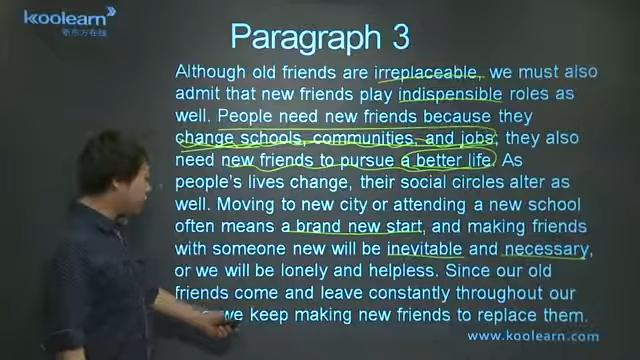 koolearn
新东方在线
Paragraph 3
Although old friends are irreplaceable, we must also
admit that new friends play indispensible roles as
well. People need new friends because they
change schools, communities, and jobs; they also
need new friends to pursue a better life. As
people's lives change, their social circles alter as
well. Moving to new city or attending a new school
often means a brand new start, and making friends
with someone new will be inevitable and necessary,
or we will be lonely and helpless. Since our old
friends come and leave constantly throughout our
we keep making new friends to replace them.
www.koolearn.com